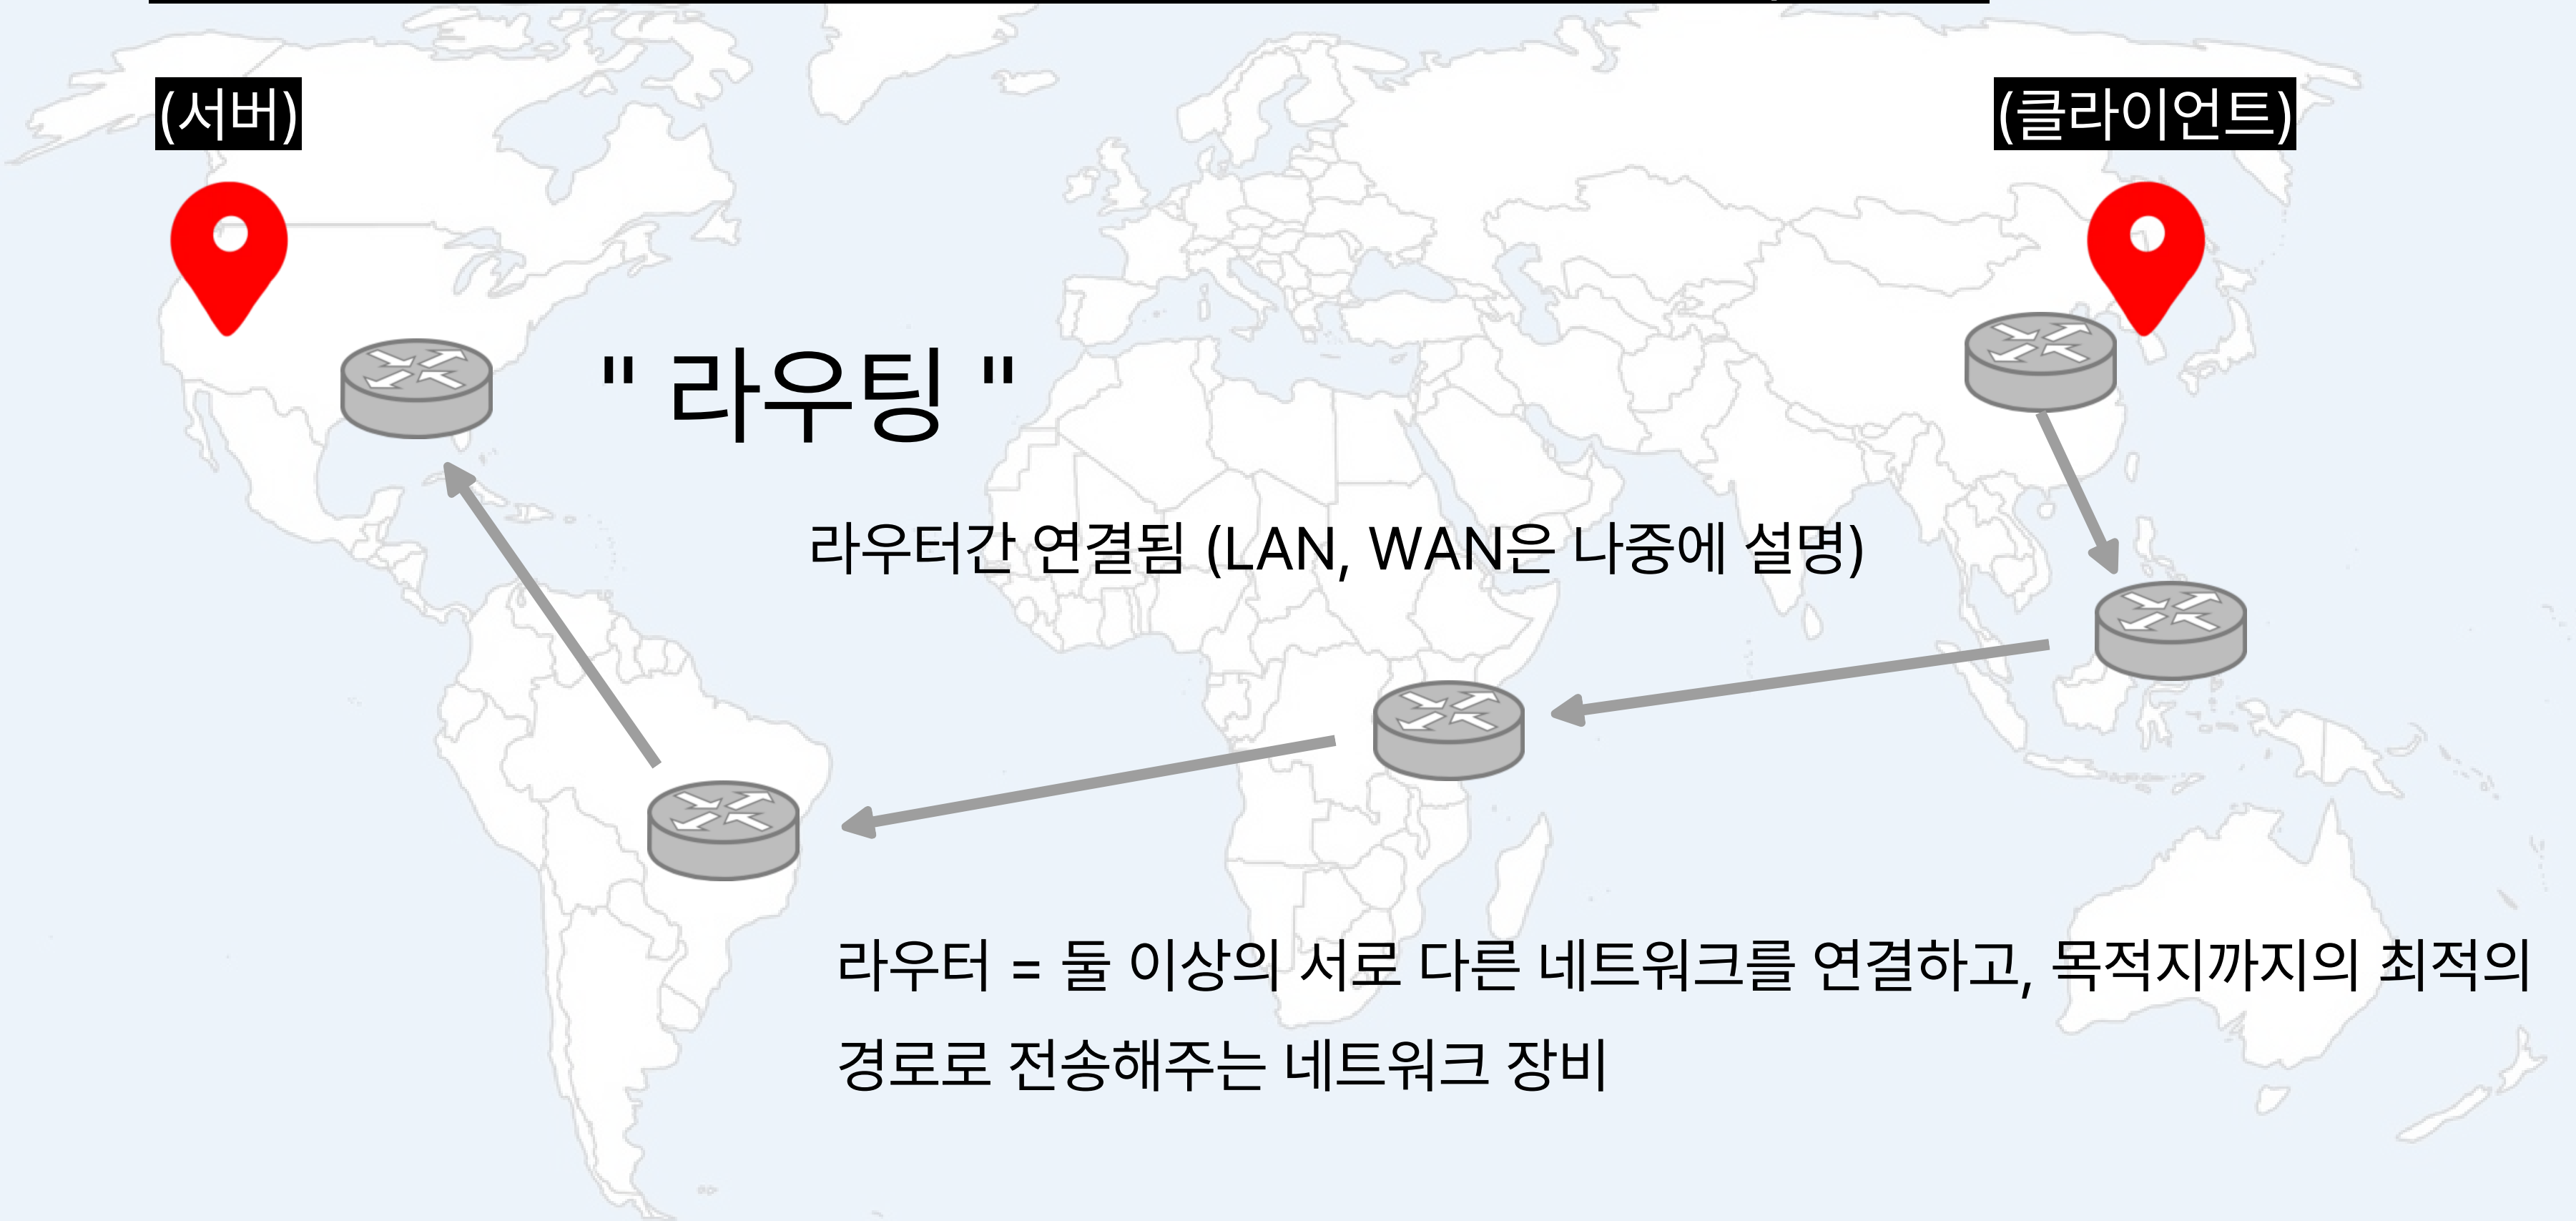 (서버)
(클라이언트)
" 라우팅 "
라우터간 연결됨 (LAN, WAN은 나중에 설명)
라우터 = 둘 이상의 서로 다른 네트워크를 연결하고, 목적지까지의 최적의
경로로 전송해주는 네트워크 장비